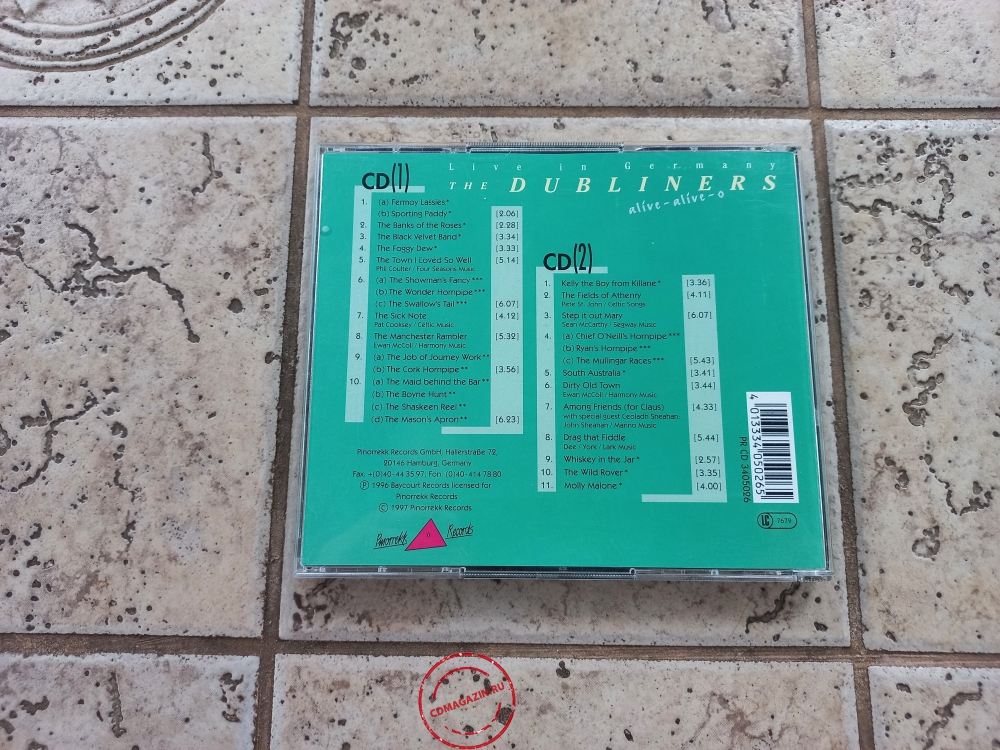 Live in Germany
THE DUBLINERS
alive-alive-o
CD(1)
1. (a) Fermoy Lassies*
(b) Sporting Paddy* [2.06]
2. The Banks of the Roses* [2.28]
3. The Black Velvet Band* [3.34]
4. The Foggy Dew* [3.33]
5. The Town I Loved So Well [5.14]
Phil Coulter / Four Seasons Music
6. (a) The Showman's Fancy***
(b) The Wonder Hornpipe***
(c) The Swallow's Tail*** [6.07]
7. The Sick Note [4.12]
Pat Cooksey / Celtic Music
8. The Manchester Rambler [5.32]
Ewan McColl / Harmony Music
9. (a) The Job of Journey Work**
(b) The Cork Hornpipe** [3.56]
10. (a) The Maid behind the Bar**
(b) The Boyne Hunt**
(c) The Shaskeen Reel**
(d) The Mason's Apron** [6.23]
Pinorrekk Records GmbH, Hallerstraße 72,
20146 Hamburg, Germany
Fax: +(0)40-44 35 97, Fon: (0)40-414 78 80
Ⓟ 1996 Baycourt Records licensed for
Pinorrekk Records
© 1997 Pinorrekk Records
Pinorrekk 6 Records
CD(2)
1. Kelly the Boy from Killane* [3.36]
2. The Fields of Athenry [4.11]
Pete St. John / Celtic Songs
3. Step it out Mary [6.07]
Sean McCarthy / Segway Music
4. (a) Chief O'Neill's Hornpipe***
(b) Ryan's Hornpipe***
(c) The Mullingar Races*** [5.43]
5. South Australia* [3.41]
6. Dirty Old Town [3.44]
Ewan McColl / Harmony Music
7. Among Friends (for Claus) [4.33]
with special guest Ceoladh Sheahan:
John Sheahan / Marino Music
8. Drag that Fiddle [5.44]
Dee / York / Lark Music
9. Whiskey in the Jar* [2.57]
10. The Wild Rover* [3.35]
11. Molly Malone* [4.00]
4 013334 050265
PR CD 3405026
LC 7679
CDMAGAZIN.RU